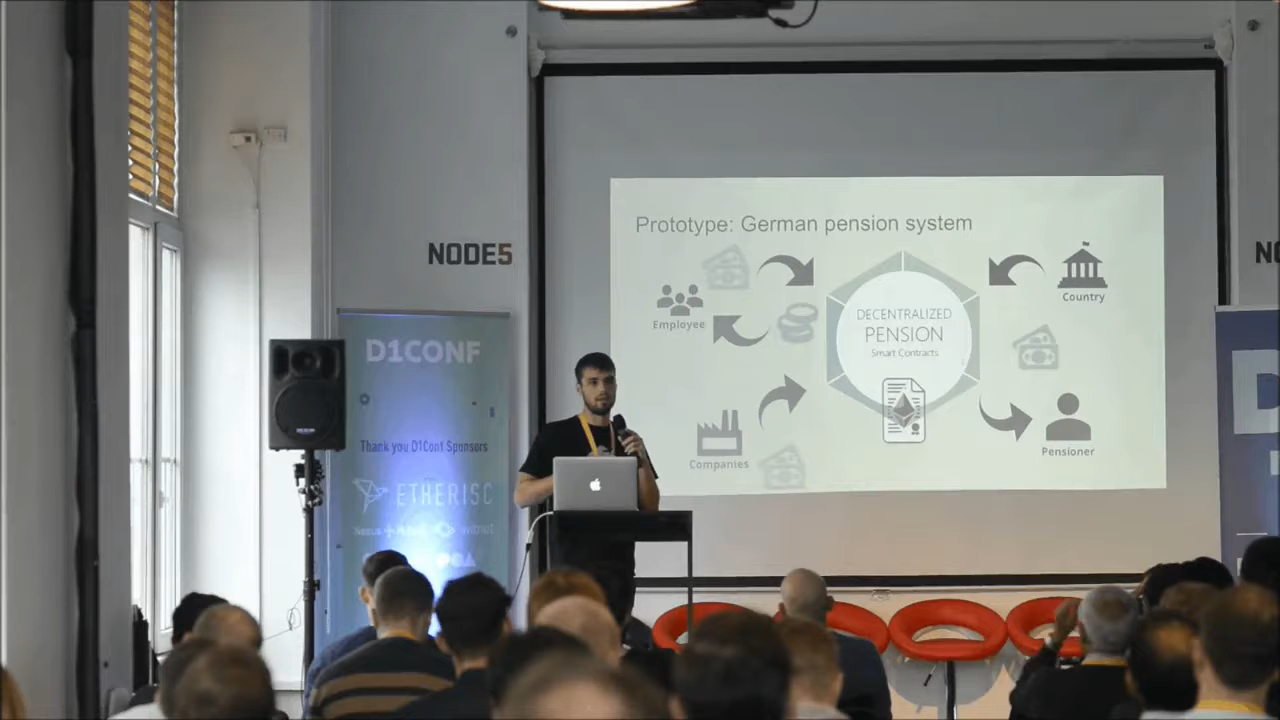 Prototype: German pension system
NODE5
Employee
Country
DECENTRALIZED
PENSION
Smart Contracts
D1CONF
Thank you D1Conf Sponsors
ETHERISC
Companies
Pensioner